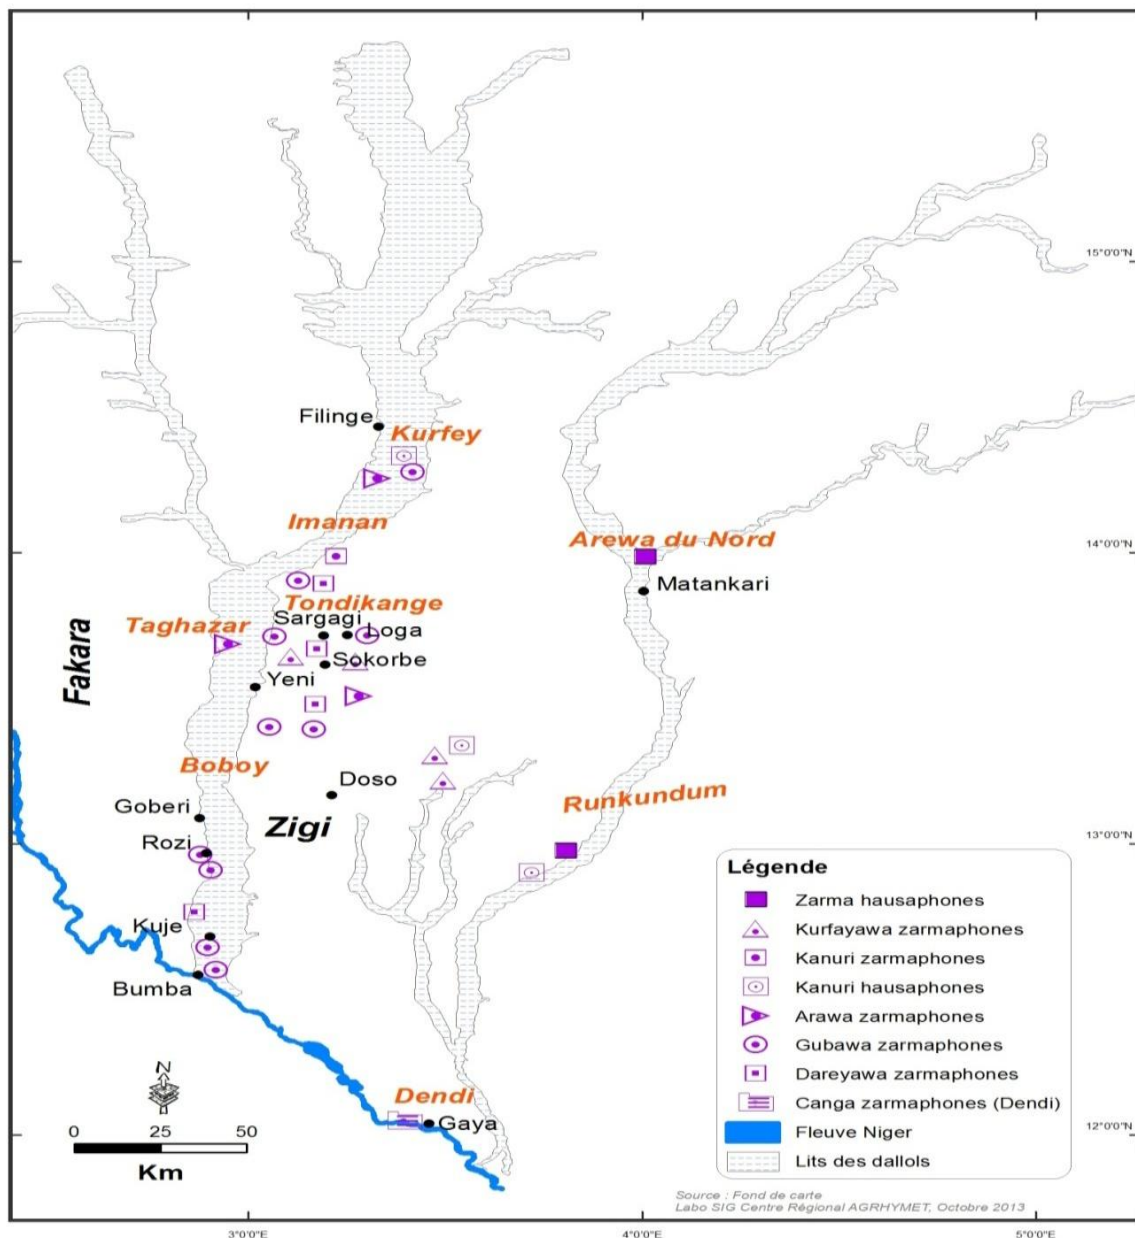 15°0'0"N
Filinge
Kurfey
Imanan
Arewa du Nord
14°0'0"N
Matankari
Tondikange
Taghazar
Sargagi
Loga
Sokorbe
Fakara
Yeni
Boboy
Doso
Runkundum
Goberi
Zigi
Rozi
13°0'0"N
Kuje
Bumba
Légende
Zarma hausaphones
Kurfayawa zarmaphones
Kanuri zarmaphones
Kanuri hausaphones
Arawa zarmaphones
Gubawa zarmaphones
Dareyawa zarmaphones
Canga zarmaphones (Dendi)
Fleuve Niger
Lits des dallols
N
0 25 50
Km
Dendi
Gaya
12°0'0"N
Source : Fond de carte
Labo SIG Centre Régional AGRHYMET, Octobre 2013
3°0'0"E 4°0'0"E 5°0'0"E